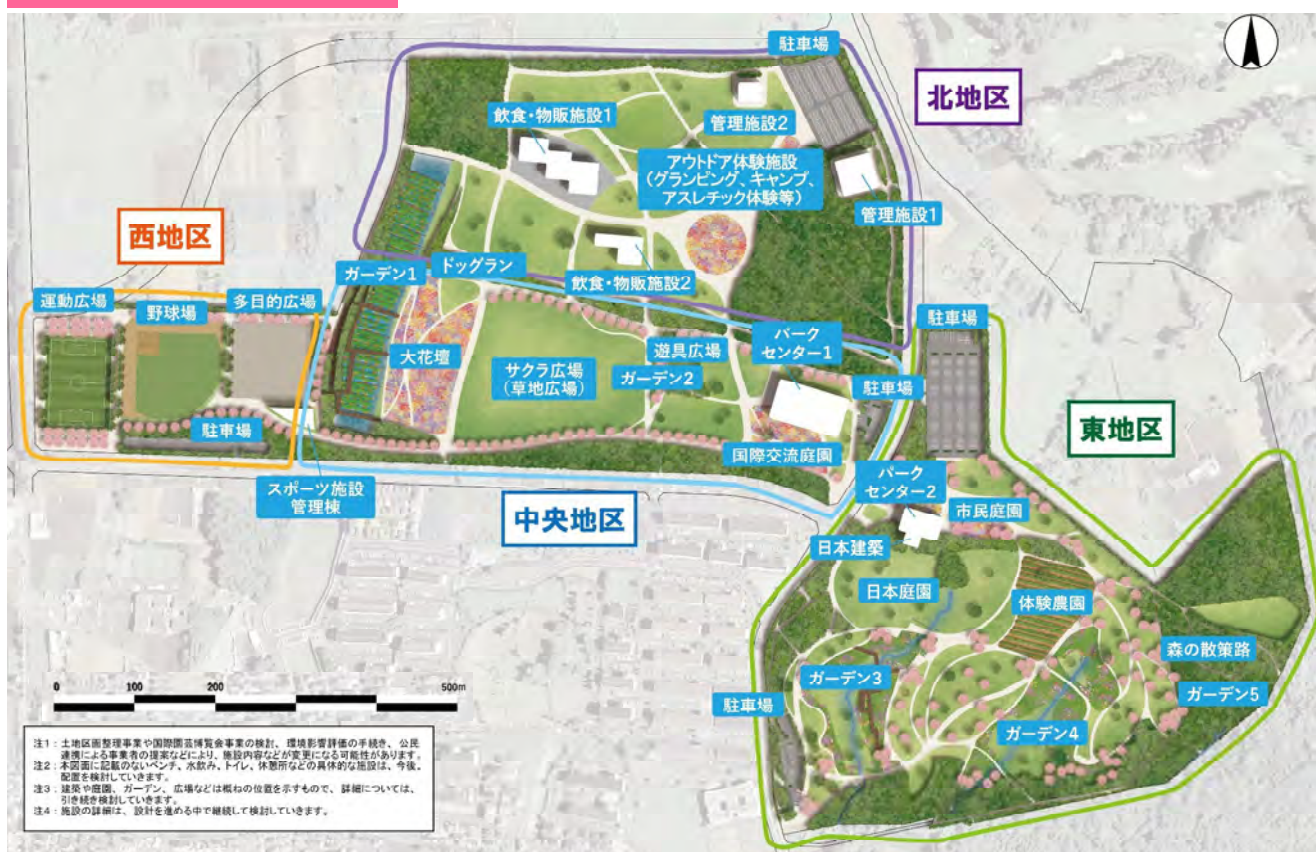 駐車場
北地区
飲食・物販施設1
管理施設2
アウトドア体験施設
(グランピング、キャンプ、
アスレチック体験等)
管理施設1
西地区
ガーデン1
ドッグラン
飲食・物販施設2
運動広場
野球場
多目的広場
駐車場
パーク
センター1
遊具広場
大花壇
サクラ広場
(草地広場)
ガーデン2
駐車場
東地区
駐車場
国際交流庭園
パーク
センター2
スポーツ施設
管理棟
中央地区
市民庭園
日本建築
日本庭園
体験農園
森の散策路
ガーデン3
ガーデン5
駐車場
ガーデン4
0 100 200 500m
注1:土地区画整理事業や国際園芸博覧会事業の検討、環境影響評価の手続き、公民
連携による事業者の提案などにより、施設内容などが変更になる可能性があります。
注2:本図面に記載のないベンチ、水飲み、トイレ、休憩所などの具体的な施設は、今後、
配置を検討していきます。
注3:建築や庭園、ガーデン、広場などは概ねの位置を示すもので、詳細については、
引き続き検討していきます。
注4:施設の詳細は、設計を進める中で継続して検討していきます。